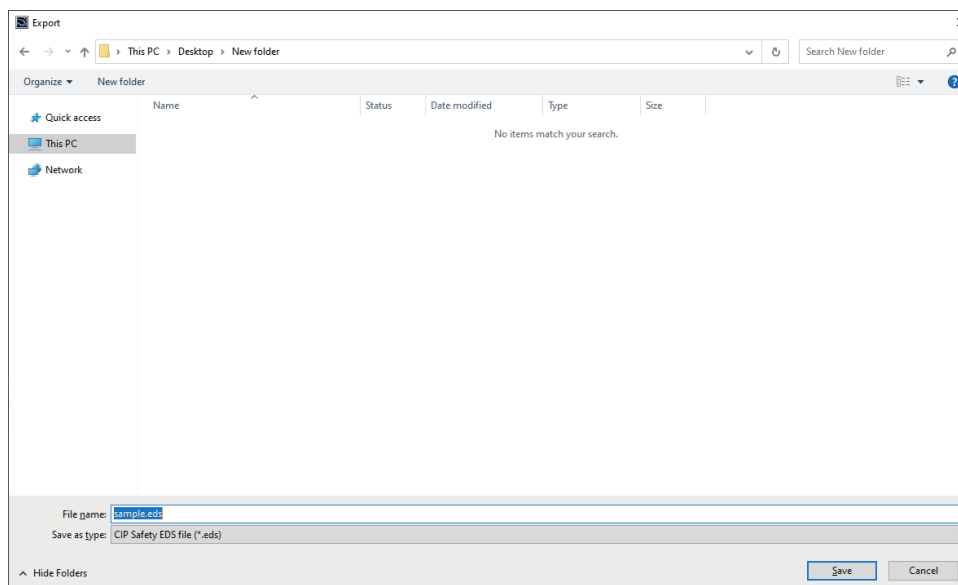 Export
This PC > Desktop > New folder
Search New folder
Organize
New folder
Name Status Date modified Type Size
Quick access
This PC
Network
No items match your search.
File name: sample.eds
Save as type: CIP Safety EDS file (*.eds)
Hide Folders
Save
Cancel